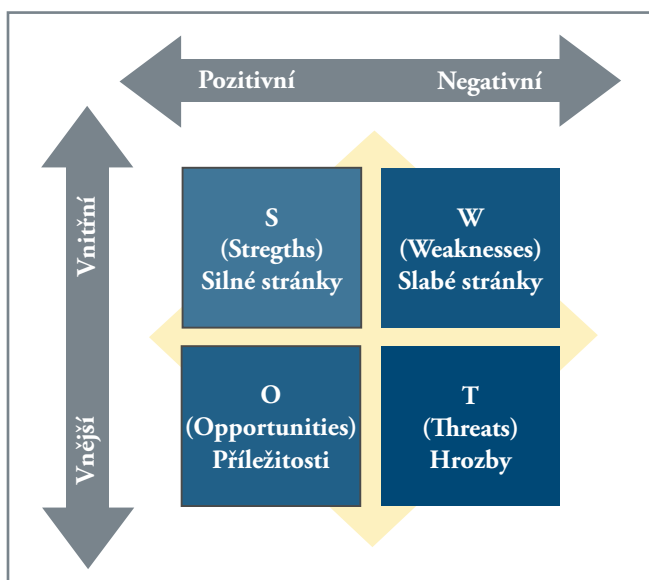 Pozitivní Negativní
Vnitřní
Vnější
S
(Stregths)
Silné stránky
W
(Weaknesses)
Slabé stránky
O
(Opportunities)
Příležitosti
T
(Threats)
Hrozby